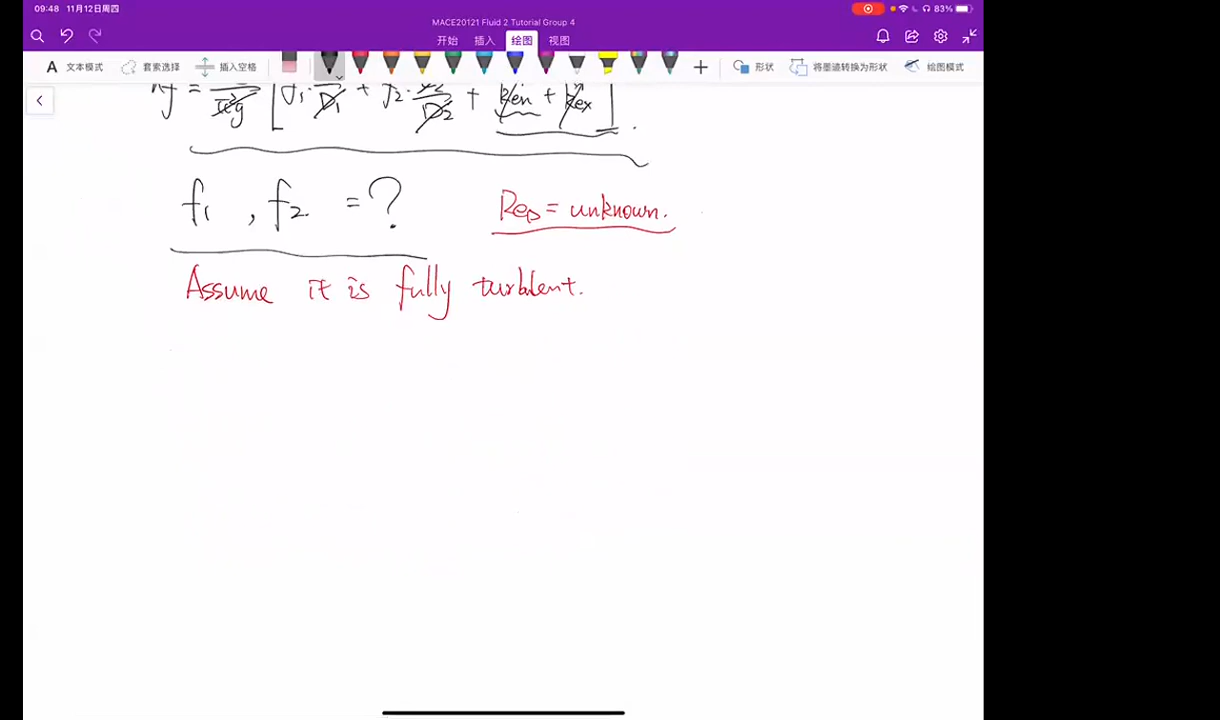 09:48 11月12日周四
83%
MACE20121 Fluid 2 Tutorial Group 4
开始 插入 绘图 视图
文本模式 套索选择 插入空格 形状 将墨迹转换为形状 绘图模式
f₁ , f₂ = ?
Re_D = unknown.
Assume it is fully turblent.